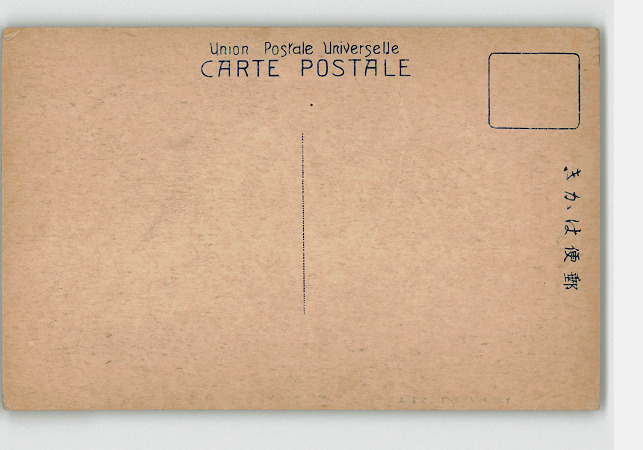 Union Postale Universelle
CARTE POSTALE
きかは便郵